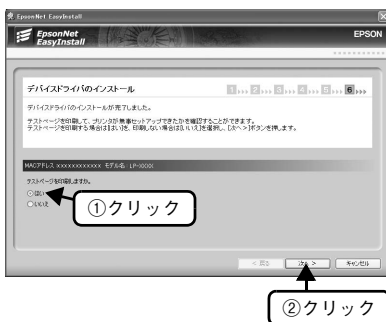 EpsonNet EasyInstall
EpsonNet
EasyInstall
EPSON
デバイスドライバのインストール
1 ››› 2 ››› 3 ››› 4 ››› 5 ››› 6 ›››
デバイスドライバのインストールが完了しました。
テストページを印刷して、プリンタが無事セットアップできたかを確認することができます。
テストページを印刷する場合は[はい]を、印刷しない場合は[いいえ]を選択し、[次へ >]ボタンを押します。
MACアドレス xxxxxxxxxxxx モデル名 : LP-XXXXX
テストページを印刷しますか。
はい
いいえ
①クリック
< 戻る
次へ >
キャンセル
②クリック